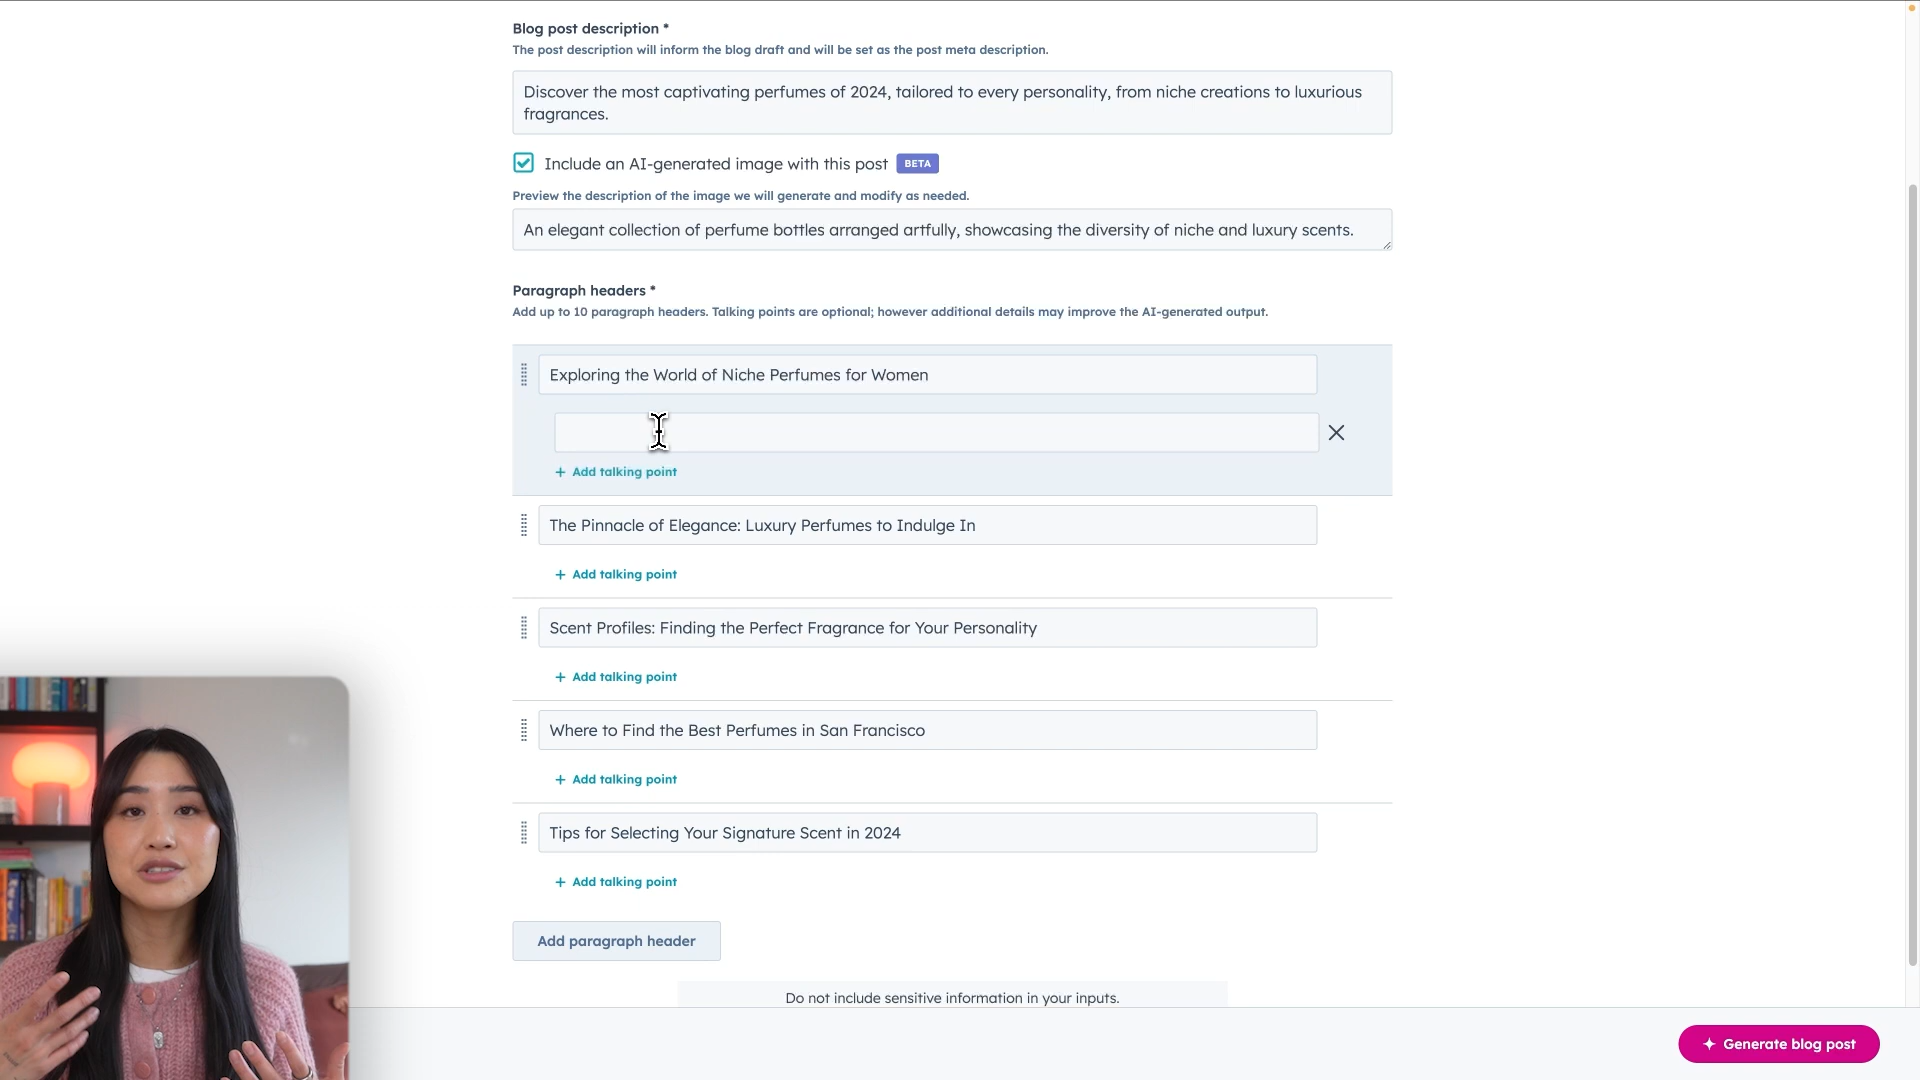 Blog post description *
The post description will inform the blog draft and will be set as the post meta description.
Discover the most captivating perfumes of 2024, tailored to every personality, from niche creations to luxurious
fragrances.
Include an AI-generated image with this post BETA
Preview the description of the image we will generate and modify as needed.
An elegant collection of perfume bottles arranged artfully, showcasing the diversity of niche and luxury scents.
Paragraph headers *
Add up to 10 paragraph headers. Talking points are optional; however additional details may improve the AI-generated output.
Exploring the World of Niche Perfumes for Women
+ Add talking point
The Pinnacle of Elegance: Luxury Perfumes to Indulge In
+ Add talking point
Scent Profiles: Finding the Perfect Fragrance for Your Personality
+ Add talking point
Where to Find the Best Perfumes in San Francisco
+ Add talking point
Tips for Selecting Your Signature Scent in 2024
+ Add talking point
Add paragraph header
Do not include sensitive information in your inputs.
Generate blog post